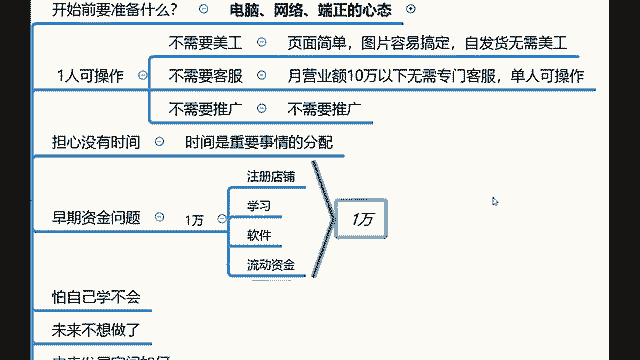 开始前要准备什么？ 电脑、网络、端正的心态
不需要美工 页面简单，图片容易搞定，自发货无需美工
1人可操作 不需要客服 月营业额10万以下无需专门客服，单人可操作
不需要推广 不需要推广
担心没有时间 时间是重要事情的分配
注册店铺
学习
早期资金问题 1万 1万
软件
流动资金
怕自己学不会
未来不想做了